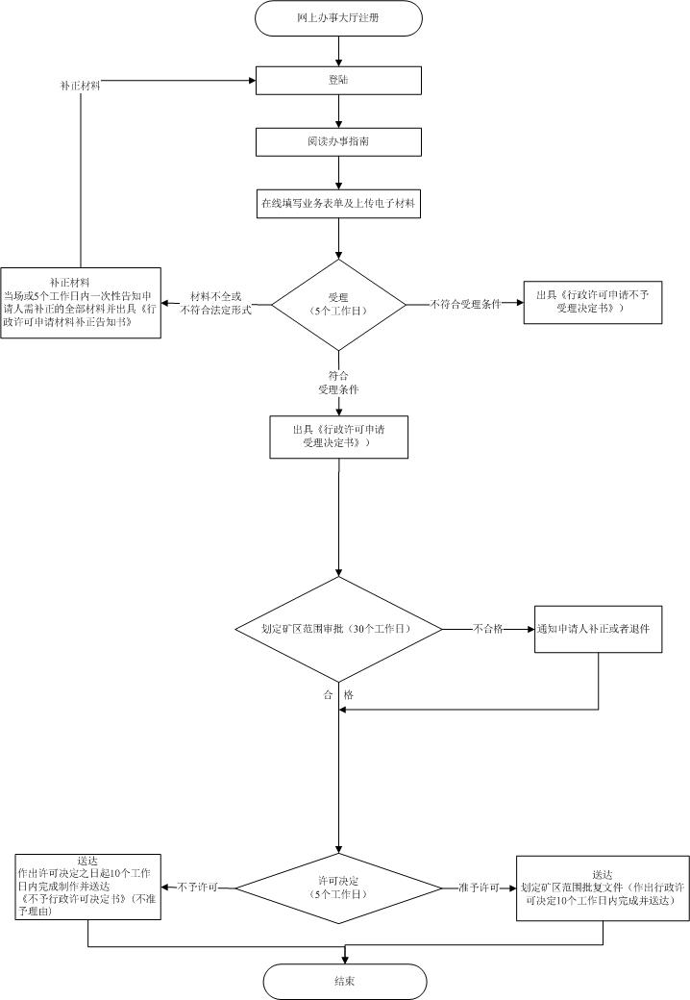 网上办事大厅注册
补正材料
登陆
阅读办事指南
在线填写业务表单及上传电子材料
补正材料
当场或5个工作日内一次性告知申
请人需补正的全部材料并出具《行
政许可申请材料补正告知书》
材料不全或
不符合法定形式
受理
（5个工作日）
不符合受理条件
出具《行政许可申请不予
受理决定书》）
符合
受理条件
出具《行政许可申请
受理决定书》）
划定矿区范围审批（30个工作日）
不合格
通知申请人补正或者退件
合 格
送达
作出许可决定之日起10个工作
日内完成制作并送达
《不予行政许可决定书》(不准
予理由)
不予许可
许可决定
（5个工作日）
准予许可
送达
划定矿区范围批复文件（作出行政许
可决定10个工作日内完成并送达）
结束